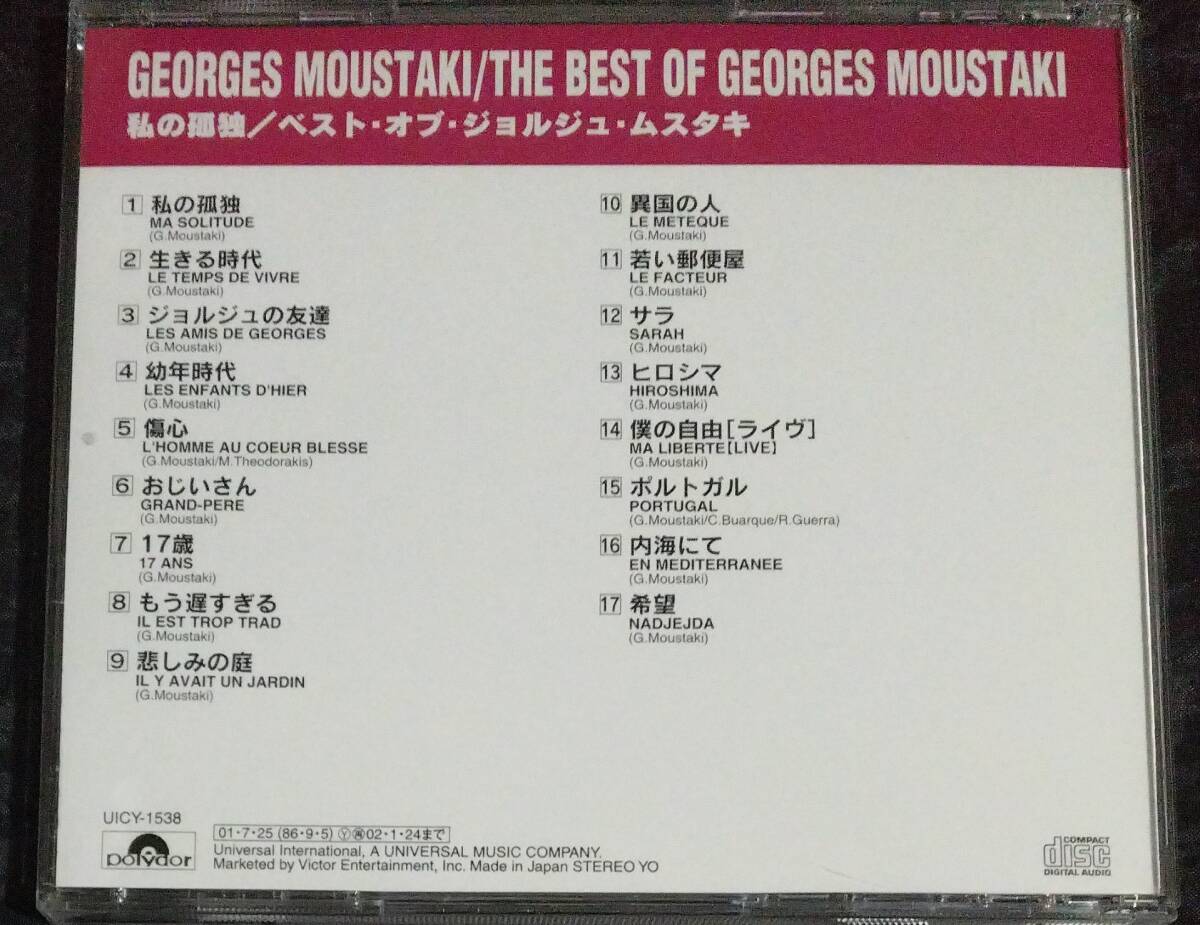 GEORGES MOUSTAKI/THE BEST OF GEORGES MOUSTAKI
私の孤独／ベスト・オブ・ジョルジュ・ムスタキ
1 私の孤独
MA SOLITUDE
(G.Moustaki)
2 生きる時代
LE TEMPS DE VIVRE
(G.Moustaki)
3 ジョルジュの友達
LES AMIS DE GEORGES
(G.Moustaki)
4 幼年時代
LES ENFANTS D'HIER
(G.Moustaki)
5 傷心
L'HOMME AU COEUR BLESSE
(G.Moustaki/M.Theodorakis)
6 おじいさん
GRAND-PERE
(G.Moustaki)
7 17歳
17 ANS
(G.Moustaki)
8 もう遅すぎる
IL EST TROP TRAD
(G.Moustaki)
9 悲しみの庭
IL Y AVAIT UN JARDIN
(G.Moustaki)
10 異国の人
LE METEQUE
(G.Moustaki)
11 若い郵便屋
LE FACTEUR
(G.Moustaki)
12 サラ
SARAH
(G.Moustaki)
13 ヒロシマ
HIROSHIMA
(G.Moustaki)
14 僕の自由[ライヴ]
MA LIBERTE[LIVE]
(G.Moustaki)
15 ポルトガル
PORTUGAL
(G.Moustaki/C.Buarque/R.Guerra)
16 内海にて
EN MEDITERRANEE
(G.Moustaki)
17 希望
NADJEJDA
(G.Moustaki)
UICY-1538
polydor
01・7・25 (86・9・5) Ⓨ㊙02・1・24まで
Universal International, A UNIVERSAL MUSIC COMPANY.
Marketed by Victor Entertainment, Inc. Made in Japan STEREO YO
COMPACT
disc
DIGITAL AUDIO